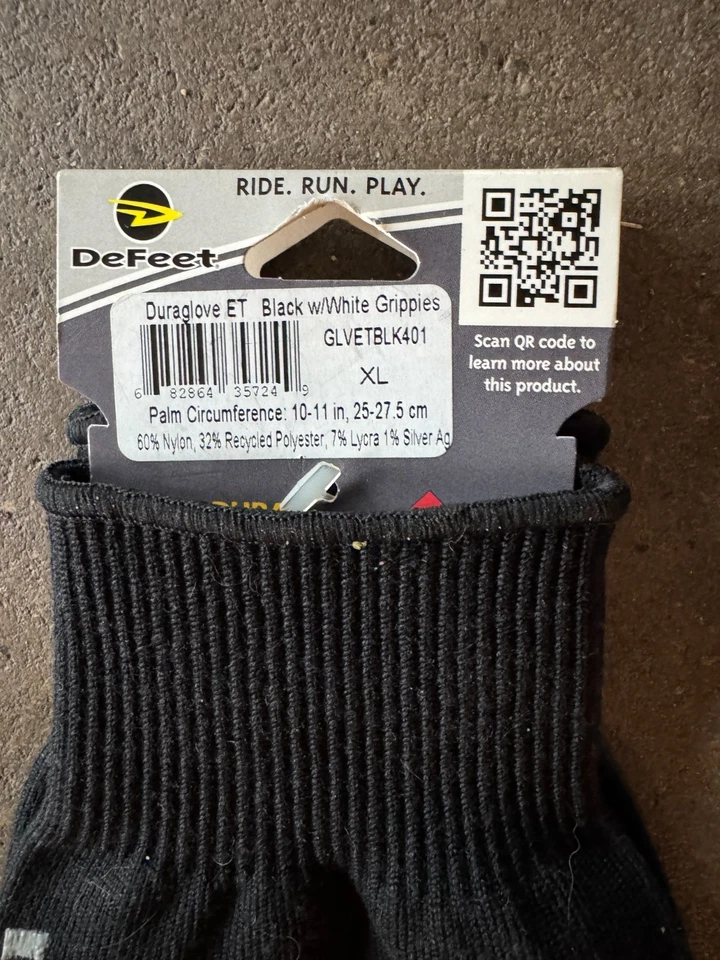 RIDE. RUN. PLAY.
DeFeet
Duraglove ET Black w/White Grippies
GLVETBLK401
XL
6 82864 35724 9
Palm Circumference: 10-11 in, 25-27.5 cm
60% Nylon, 32% Recycled Polyester, 7% Lycra 1% Silver Ag
Scan QR code to
learn more about
this product.